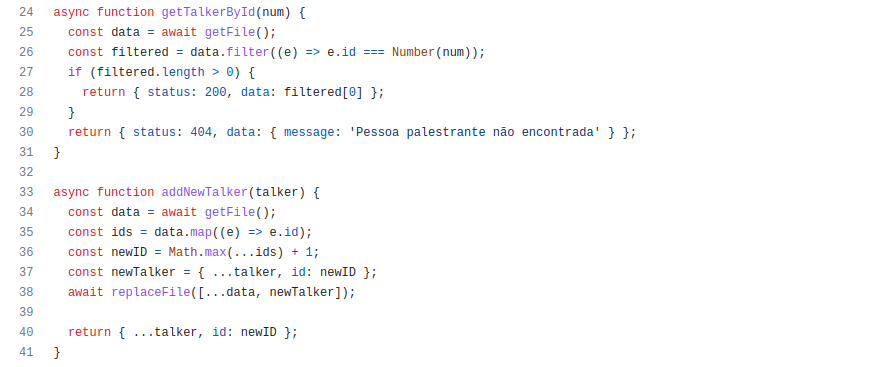 24 async function getTalkerById(num) {
25   const data = await getFile();
26   const filtered = data.filter((e) => e.id === Number(num));
27   if (filtered.length > 0) {
28     return { status: 200, data: filtered[0] };
29   }
30   return { status: 404, data: { message: 'Pessoa palestrante não encontrada' } };
31 }
32
33 async function addNewTalker(talker) {
34   const data = await getFile();
35   const ids = data.map((e) => e.id);
36   const newID = Math.max(...ids) + 1;
37   const newTalker = { ...talker, id: newID };
38   await replaceFile([...data, newTalker]);
39
40   return { ...talker, id: newID };
41 }